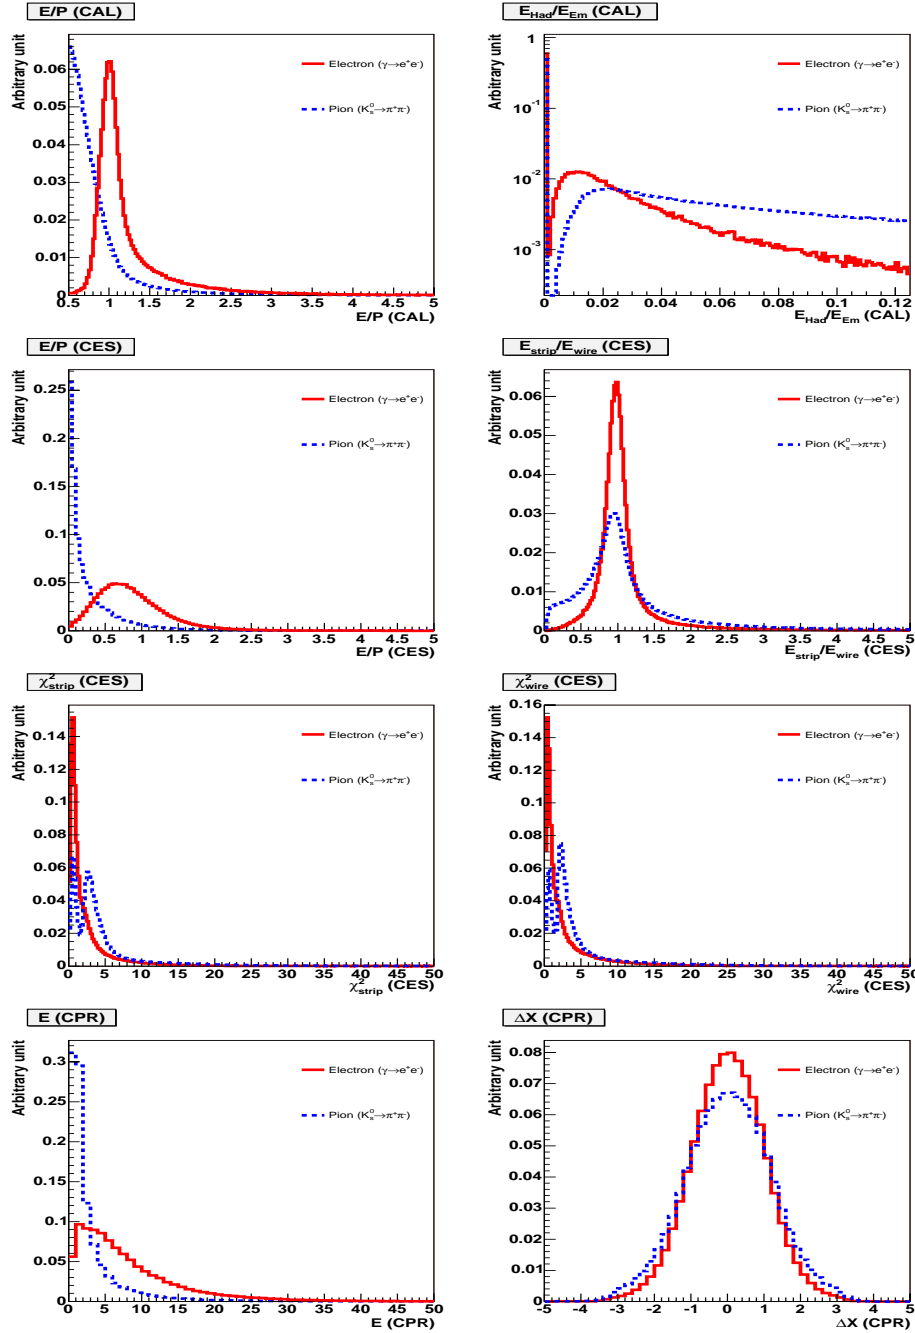 E/P (CAL)
Arbitrary unit
0.06
0.05
0.04
0.03
0.02
0.01
0
0.5 1 1.5 2 2.5 3 3.5 4 4.5 5
E/P (CAL)
Electron (γ→e⁺e⁻)
Pion (K⁰ₛ→π⁺π⁻)
E_Had/E_Em (CAL)
Arbitrary unit
1
10⁻¹
10⁻²
10⁻³
0 0.02 0.04 0.06 0.08 0.1 0.12
E_Had/E_Em (CAL)
Electron (γ→e⁺e⁻)
Pion (K⁰ₛ→π⁺π⁻)
E/P (CES)
Arbitrary unit
0.25
0.2
0.15
0.1
0.05
0
0 0.5 1 1.5 2 2.5 3 3.5 4 4.5 5
E/P (CES)
Electron (γ→e⁺e⁻)
Pion (K⁰ₛ→π⁺π⁻)
E_strip/E_wire (CES)
Arbitrary unit
0.06
0.05
0.04
0.03
0.02
0.01
0
0 0.5 1 1.5 2 2.5 3 3.5 4 4.5 5
E_strip/E_wire (CES)
Electron (γ→e⁺e⁻)
Pion (K⁰ₛ→π⁺π⁻)
χ²_strip (CES)
Arbitrary unit
0.14
0.12
0.1
0.08
0.06
0.04
0.02
0
0 5 10 15 20 25 30 35 40 45 50
χ²_strip (CES)
Electron (γ→e⁺e⁻)
Pion (K⁰ₛ→π⁺π⁻)
χ²_wire (CES)
Arbitrary unit
0.16
0.14
0.12
0.1
0.08
0.06
0.04
0.02
0
0 5 10 15 20 25 30 35 40 45 50
χ²_wire (CES)
Electron (γ→e⁺e⁻)
Pion (K⁰ₛ→π⁺π⁻)
E (CPR)
Arbitrary unit
0.3
0.25
0.2
0.15
0.1
0.05
0
0 5 10 15 20 25 30 35 40 45 50
E (CPR)
Electron (γ→e⁺e⁻)
Pion (K⁰ₛ→π⁺π⁻)
ΔX (CPR)
Arbitrary unit
0.08
0.07
0.06
0.05
0.04
0.03
0.02
0.01
0
-5 -4 -3 -2 -1 0 1 2 3 4 5
ΔX (CPR)
Electron (γ→e⁺e⁻)
Pion (K⁰ₛ→π⁺π⁻)